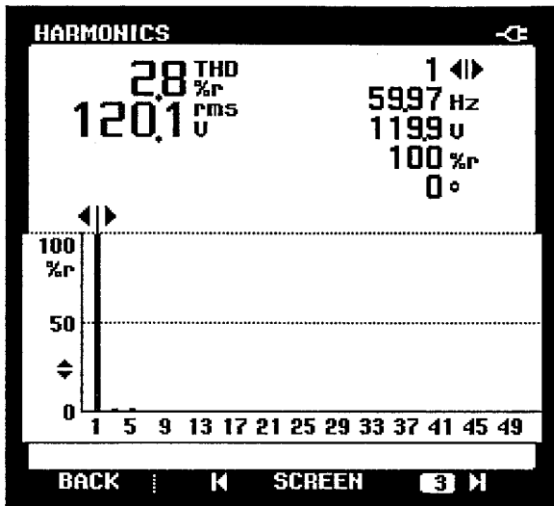 HARMONICS
2.8 THD %r
120.1 rms V
1
59.97 Hz
119.9 V
100 %r
0 °
100
%r
50
0
1 5 9 13 17 21 25 29 33 37 41 45 49
BACK SCREEN 3